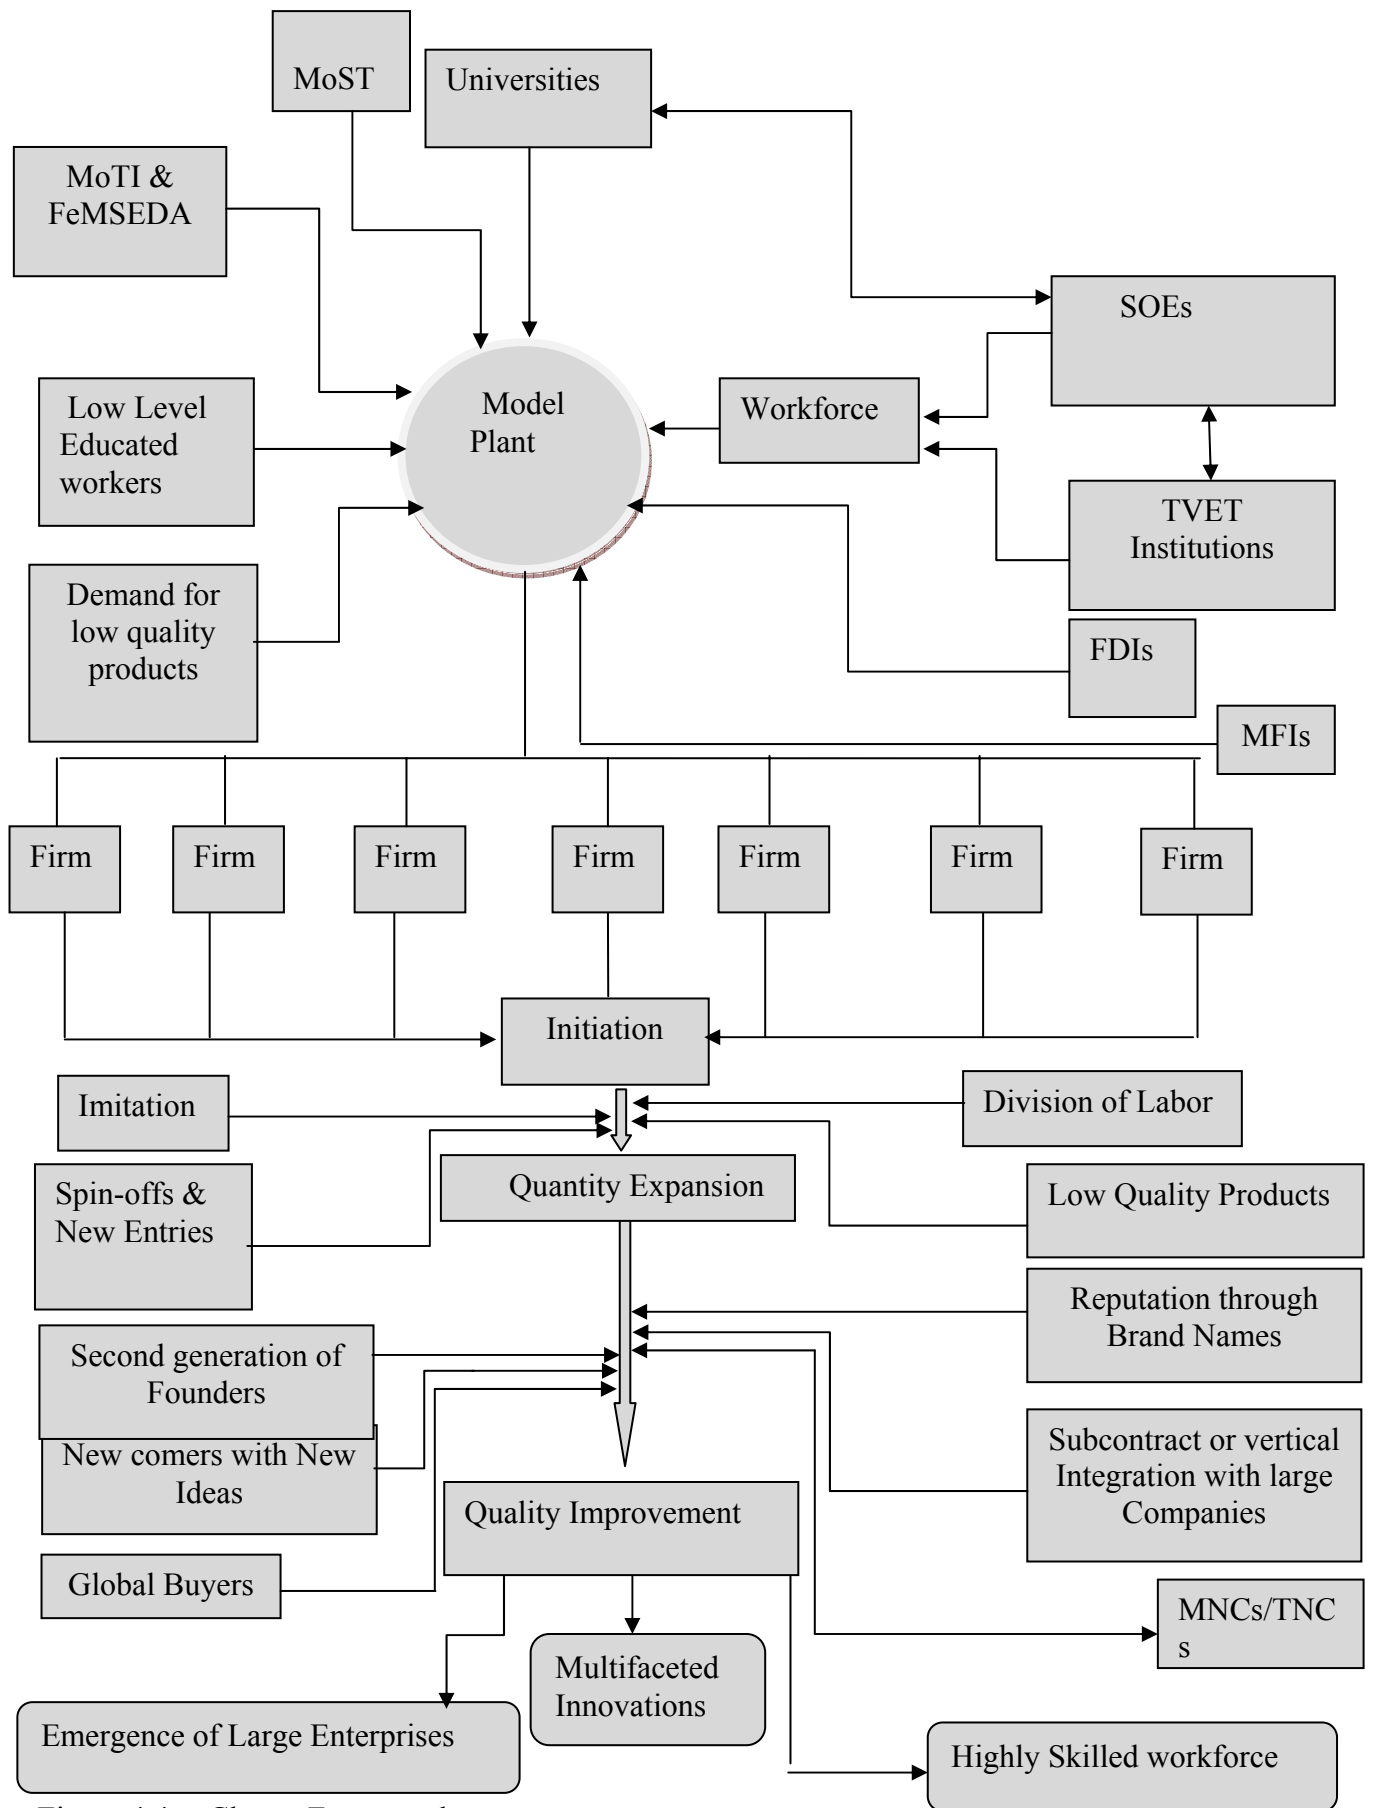 MoST
Universities
MoTI &
FeMSEDA
SOEs
Low Level
Educated
workers
Model
Plant
Workforce
TVET
Institutions
Demand for
low quality
products
FDIs
MFIs
Firm
Firm
Firm
Firm
Firm
Firm
Firm
Initiation
Imitation
Division of Labor
Spin-offs &
New Entries
Quantity Expansion
Low Quality Products
Reputation through
Brand Names
Second generation of
Founders
New comers with New
Ideas
Subcontract or vertical
Integration with large
Companies
Quality Improvement
Global Buyers
MNCs/TNC
s
Multifaceted
Innovations
Emergence of Large Enterprises
Highly Skilled workforce